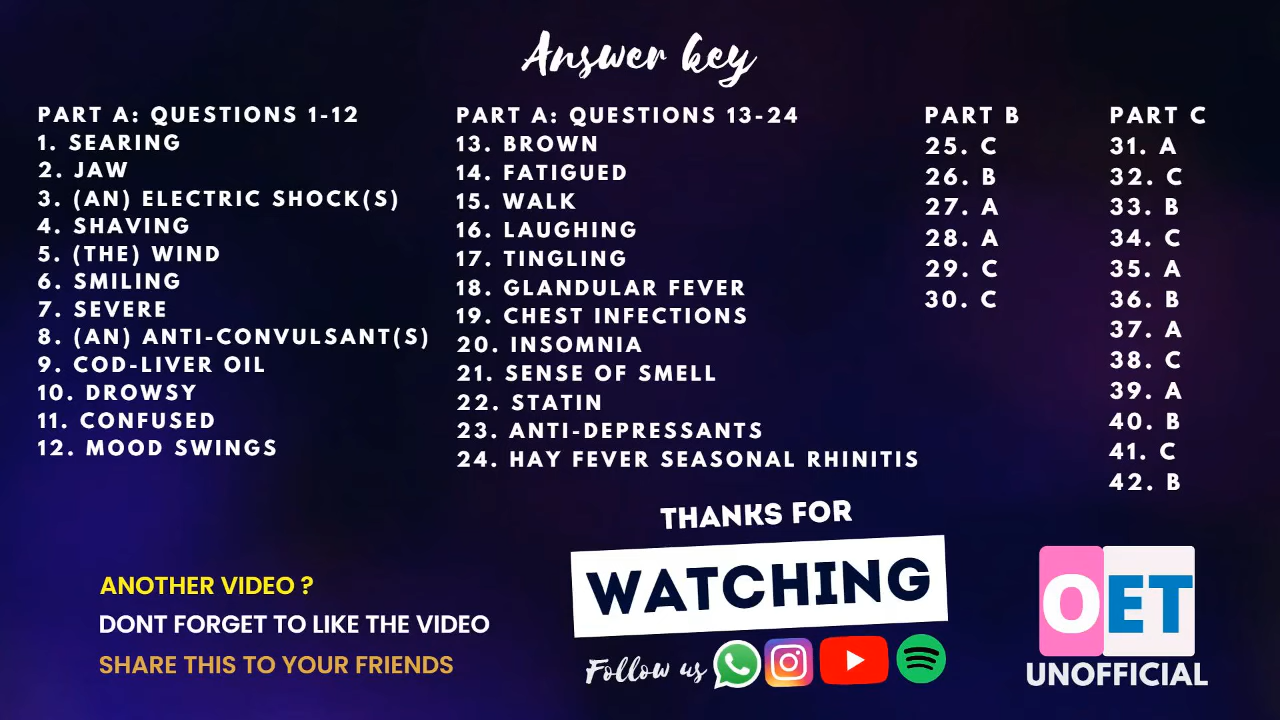 Answer key
PART A: QUESTIONS 1-12
1. SEARING
2. JAW
3. (AN) ELECTRIC SHOCK(S)
4. SHAVING
5. (THE) WIND
6. SMILING
7. SEVERE
8. (AN) ANTI-CONVULSANT(S)
9. COD-LIVER OIL
10. DROWSY
11. CONFUSED
12. MOOD SWINGS
PART A: QUESTIONS 13-24
13. BROWN
14. FATIGUED
15. WALK
16. LAUGHING
17. TINGLING
18. GLANDULAR FEVER
19. CHEST INFECTIONS
20. INSOMNIA
21. SENSE OF SMELL
22. STATIN
23. ANTI-DEPRESSANTS
24. HAY FEVER SEASONAL RHINITIS
PART B
25. C
26. B
27. A
28. A
29. C
30. C
PART C
31. A
32. C
33. B
34. C
35. A
36. B
37. A
38. C
39. A
40. B
41. C
42. B
ANOTHER VIDEO ?
DONT FORGET TO LIKE THE VIDEO
SHARE THIS TO YOUR FRIENDS
THANKS FOR
WATCHING
Follow us
OET
UNOFFICIAL